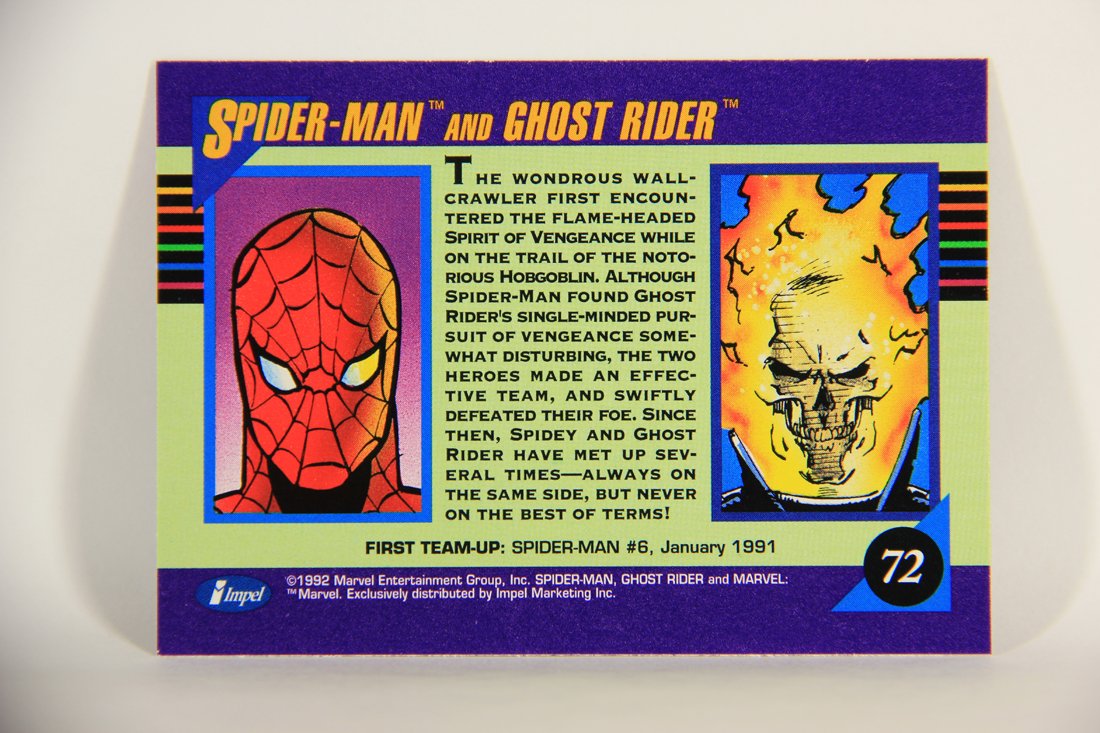 SPIDER-MAN™ AND GHOST RIDER™
THE WONDROUS WALL-
CRAWLER FIRST ENCOUN-
TERED THE FLAME-HEADED
SPIRIT OF VENGEANCE WHILE
ON THE TRAIL OF THE NOTO-
RIOUS HOBGOBLIN. ALTHOUGH
SPIDER-MAN FOUND GHOST
RIDER'S SINGLE-MINDED PUR-
SUIT OF VENGEANCE SOME-
WHAT DISTURBING, THE TWO
HEROES MADE AN EFFEC-
TIVE TEAM, AND SWIFTLY
DEFEATED THEIR FOE. SINCE
THEN, SPIDEY AND GHOST
RIDER HAVE MET UP SEV-
ERAL TIMES—ALWAYS ON
THE SAME SIDE, BUT NEVER
ON THE BEST OF TERMS!
FIRST TEAM-UP: SPIDER-MAN #6, January 1991
72
Impel
©1992 Marvel Entertainment Group, Inc. SPIDER-MAN, GHOST RIDER and MARVEL:
™Marvel. Exclusively distributed by Impel Marketing Inc.